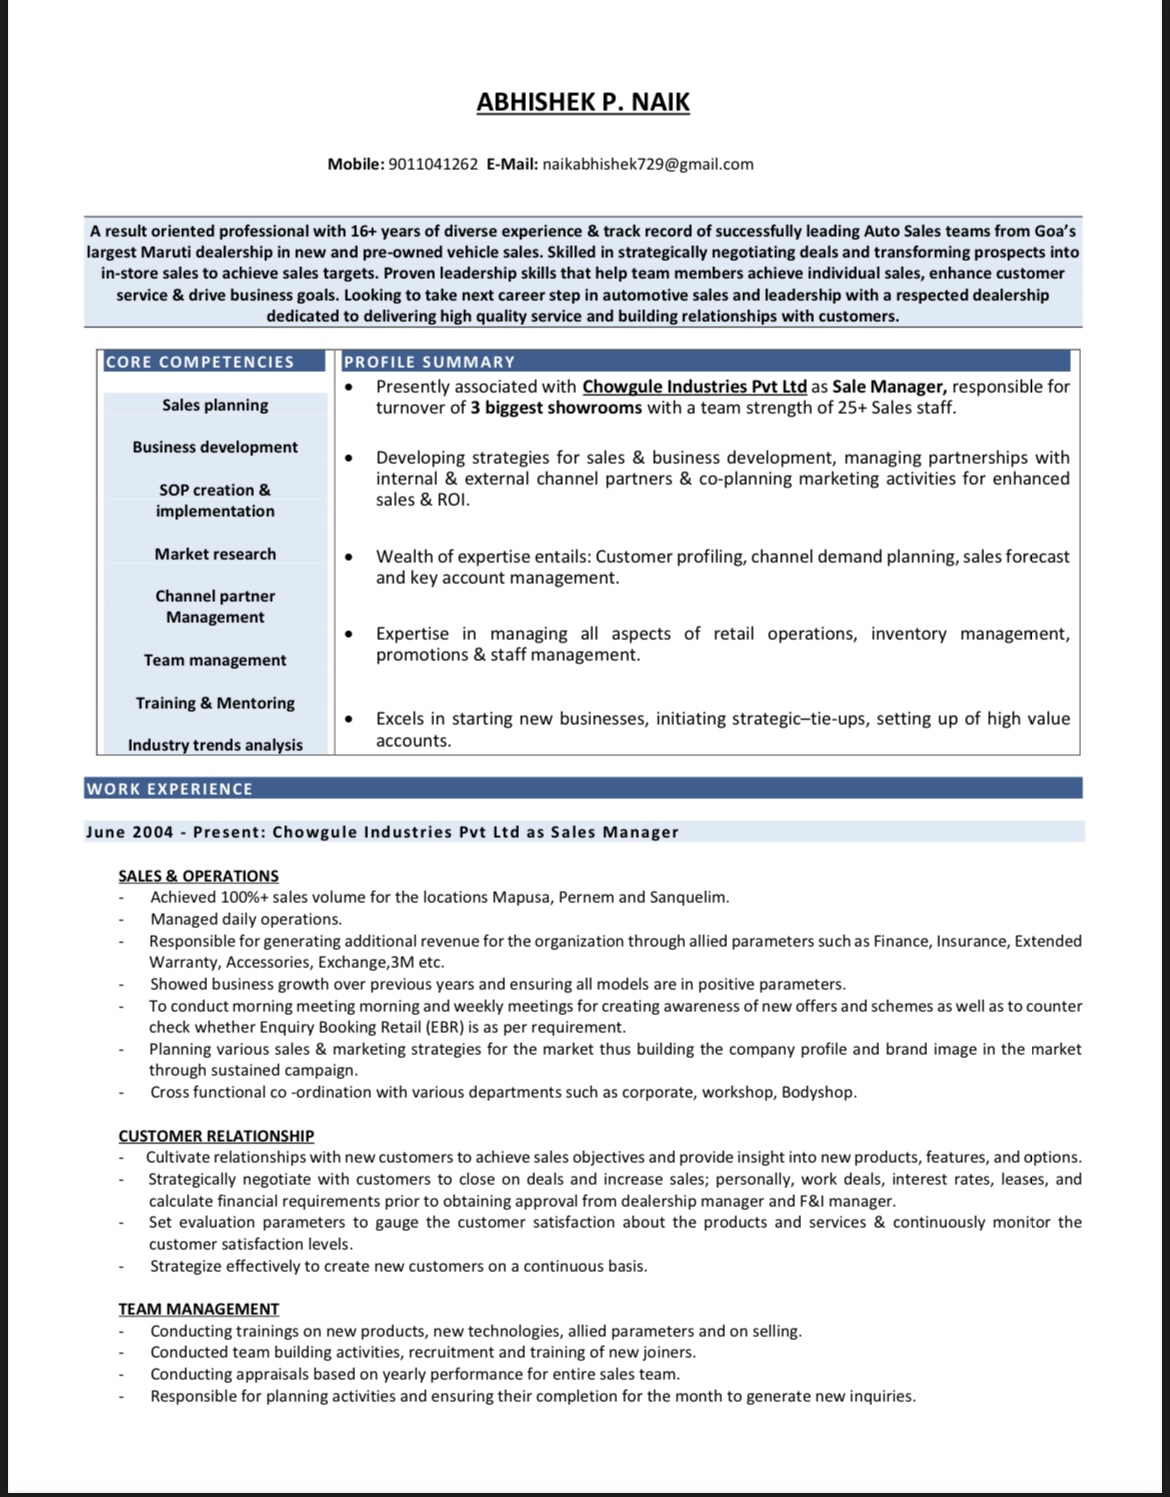 ABHISHEK P. NAIK
Mobile: 9011041262 E-Mail: naikabhishek729@gmail.com
A result oriented professional with 16+ years of diverse experience & track record of successfully leading Auto Sales teams from Goa's
largest Maruti dealership in new and pre-owned vehicle sales. Skilled in strategically negotiating deals and transforming prospects into
in-store sales to achieve sales targets. Proven leadership skills that help team members achieve individual sales, enhance customer
service & drive business goals. Looking to take next career step in automotive sales and leadership with a respected dealership
dedicated to delivering high quality service and building relationships with customers.
CORE COMPETENCIES
Sales planning
Business development
SOP creation &
implementation
Market research
Channel partner
Management
Team management
Training & Mentoring
Industry trends analysis
PROFILE SUMMARY
• Presently associated with Chowgule Industries Pvt Ltd as Sale Manager, responsible for
turnover of 3 biggest showrooms with a team strength of 25+ Sales staff.
• Developing strategies for sales & business development, managing partnerships with
internal & external channel partners & co-planning marketing activities for enhanced
sales & ROI.
• Wealth of expertise entails: Customer profiling, channel demand planning, sales forecast
and key account management.
• Expertise in managing all aspects of retail operations, inventory management,
promotions & staff management.
• Excels in starting new businesses, initiating strategic–tie-ups, setting up of high value
accounts.
WORK EXPERIENCE
June 2004 - Present: Chowgule Industries Pvt Ltd as Sales Manager
SALES & OPERATIONS
- Achieved 100%+ sales volume for the locations Mapusa, Pernem and Sanquelim.
- Managed daily operations.
- Responsible for generating additional revenue for the organization through allied parameters such as Finance, Insurance, Extended
Warranty, Accessories, Exchange,3M etc.
- Showed business growth over previous years and ensuring all models are in positive parameters.
- To conduct morning meeting morning and weekly meetings for creating awareness of new offers and schemes as well as to counter
check whether Enquiry Booking Retail (EBR) is as per requirement.
- Planning various sales & marketing strategies for the market thus building the company profile and brand image in the market
through sustained campaign.
- Cross functional co -ordination with various departments such as corporate, workshop, Bodyshop.
CUSTOMER RELATIONSHIP
- Cultivate relationships with new customers to achieve sales objectives and provide insight into new products, features, and options.
- Strategically negotiate with customers to close on deals and increase sales; personally, work deals, interest rates, leases, and
calculate financial requirements prior to obtaining approval from dealership manager and F&I manager.
- Set evaluation parameters to gauge the customer satisfaction about the products and services & continuously monitor the
customer satisfaction levels.
- Strategize effectively to create new customers on a continuous basis.
TEAM MANAGEMENT
- Conducting trainings on new products, new technologies, allied parameters and on selling.
- Conducted team building activities, recruitment and training of new joiners.
- Conducting appraisals based on yearly performance for entire sales team.
- Responsible for planning activities and ensuring their completion for the month to generate new inquiries.